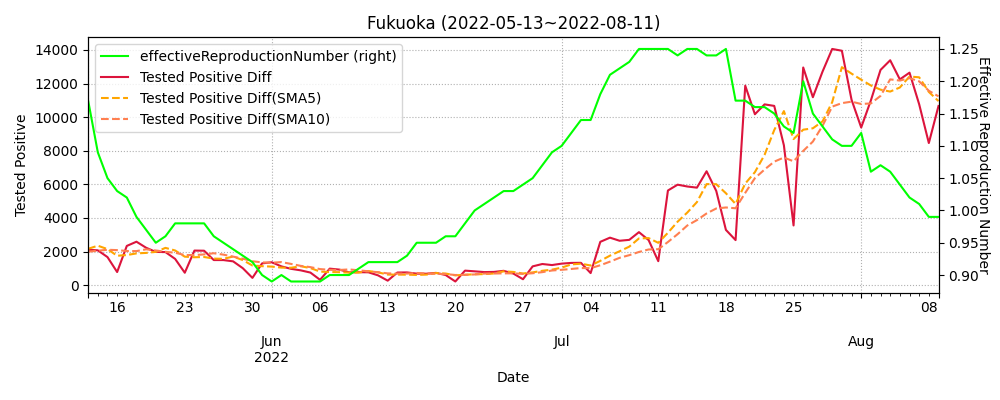 Fukuoka (2022-05-13~2022-08-11)
effectiveReproductionNumber (right)
Tested Positive Diff
Tested Positive Diff(SMA5)
Tested Positive Diff(SMA10)
Tested Positive
14000
12000
10000
8000
6000
4000
2000
0
1.25
1.20
1.15
1.10
1.05
1.00
0.95
0.90
Effective Reproduction Number
16 23 30 06 13 20 27 04 11 18 25 08
Jun Jul Aug
2022
Date